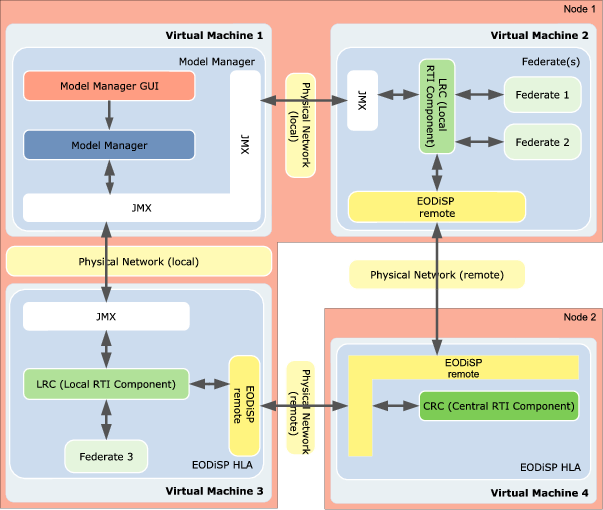 Node 1
Virtual Machine 1
Model Manager
Model Manager GUI
Model Manager
JMX
JMX
Physical Network
(local)
Virtual Machine 2
Federate(s)
JMX
LRC (Local
RTI Component)
Federate 1
Federate 2
EODiSP
remote
Physical Network (local)
Physical Network (remote)
JMX
LRC (Local RTI Component)
EODiSP
remote
Federate 3
EODiSP HLA
Virtual Machine 3
Physical Network
(remote)
Node 2
EODiSP
remote
CRC (Central RTI Component)
EODiSP HLA
Virtual Machine 4